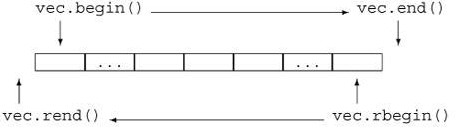 vec.begin() vec.end()
... ...
vec.rend() vec.rbegin()